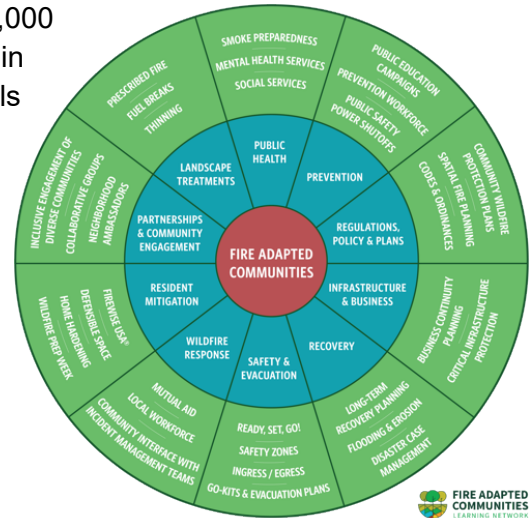 ,000
in
ls
FIRE ADAPTED
COMMUNITIES
PUBLIC
HEALTH
SMOKE PREPAREDNESS
MENTAL HEALTH SERVICES
SOCIAL SERVICES
PREVENTION
PUBLIC EDUCATION
CAMPAIGNS
PREVENTION WORKFORCE
PUBLIC SAFETY
POWER SHUTOFFS
REGULATIONS,
POLICY & PLANS
COMMUNITY WILDFIRE
PROTECTION PLANS
SPATIAL FIRE PLANNING
CODES & ORDINANCES
INFRASTRUCTURE
& BUSINESS
BUSINESS CONTINUITY
PLANNING
CRITICAL INFRASTRUCTURE
PROTECTION
RECOVERY
LONG-TERM
RECOVERY PLANNING
FLOODING & EROSION
DISASTER CASE
MANAGEMENT
SAFETY &
EVACUATION
READY, SET, GO!
SAFETY ZONES
INGRESS / EGRESS
GO-KITS & EVACUATION PLANS
WILDFIRE
RESPONSE
MUTUAL AID
LOCAL WORKFORCE
COMMUNITY INTERFACE WITH
INCIDENT MANAGEMENT TEAMS
RESIDENT
MITIGATION
FIREWISE USA®
DEFENSIBLE SPACE
HOME HARDENING
WILDFIRE PREP WEEK
PARTNERSHIPS
& COMMUNITY
ENGAGEMENT
INCLUSIVE ENGAGEMENT OF
DIVERSE COMMUNITIES
COLLABORATIVE GROUPS
NEIGHBORHOOD
AMBASSADORS
LANDSCAPE
TREATMENTS
PRESCRIBED FIRE
FUEL BREAKS
THINNING
FIRE ADAPTED
COMMUNITIES
LEARNING NETWORK